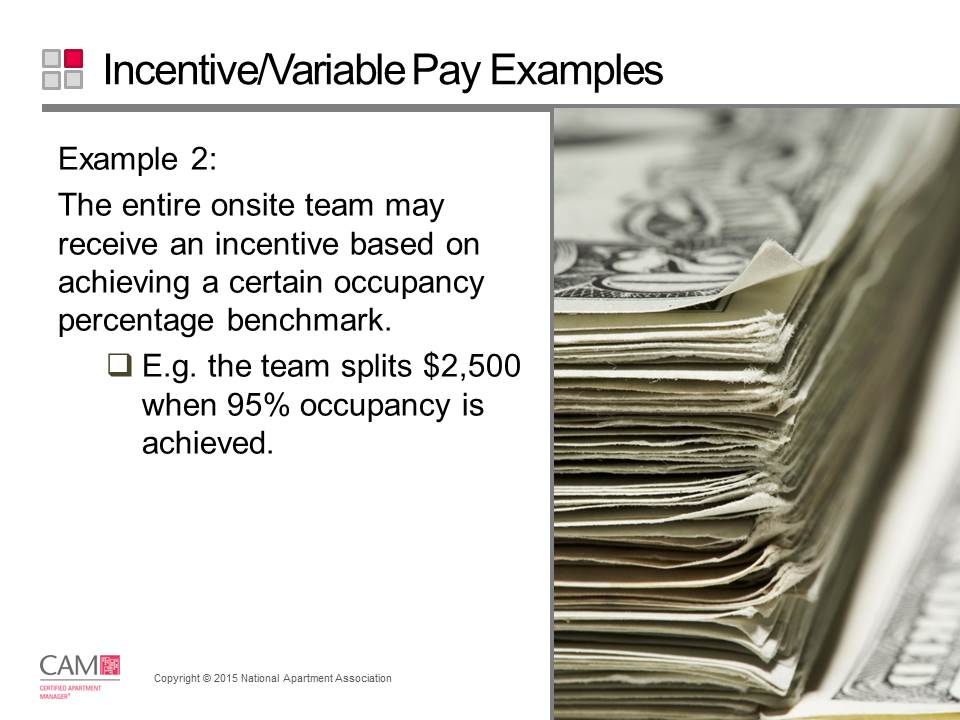 Incentive/Variable Pay Examples
Example 2:
The entire onsite team may
receive an incentive based on
achieving a certain occupancy
percentage benchmark.
E.g. the team splits $2,500
when 95% occupancy is
achieved.
CAM
CERTIFIED APARTMENT
MANAGER®
Copyright © 2015 National Apartment Association